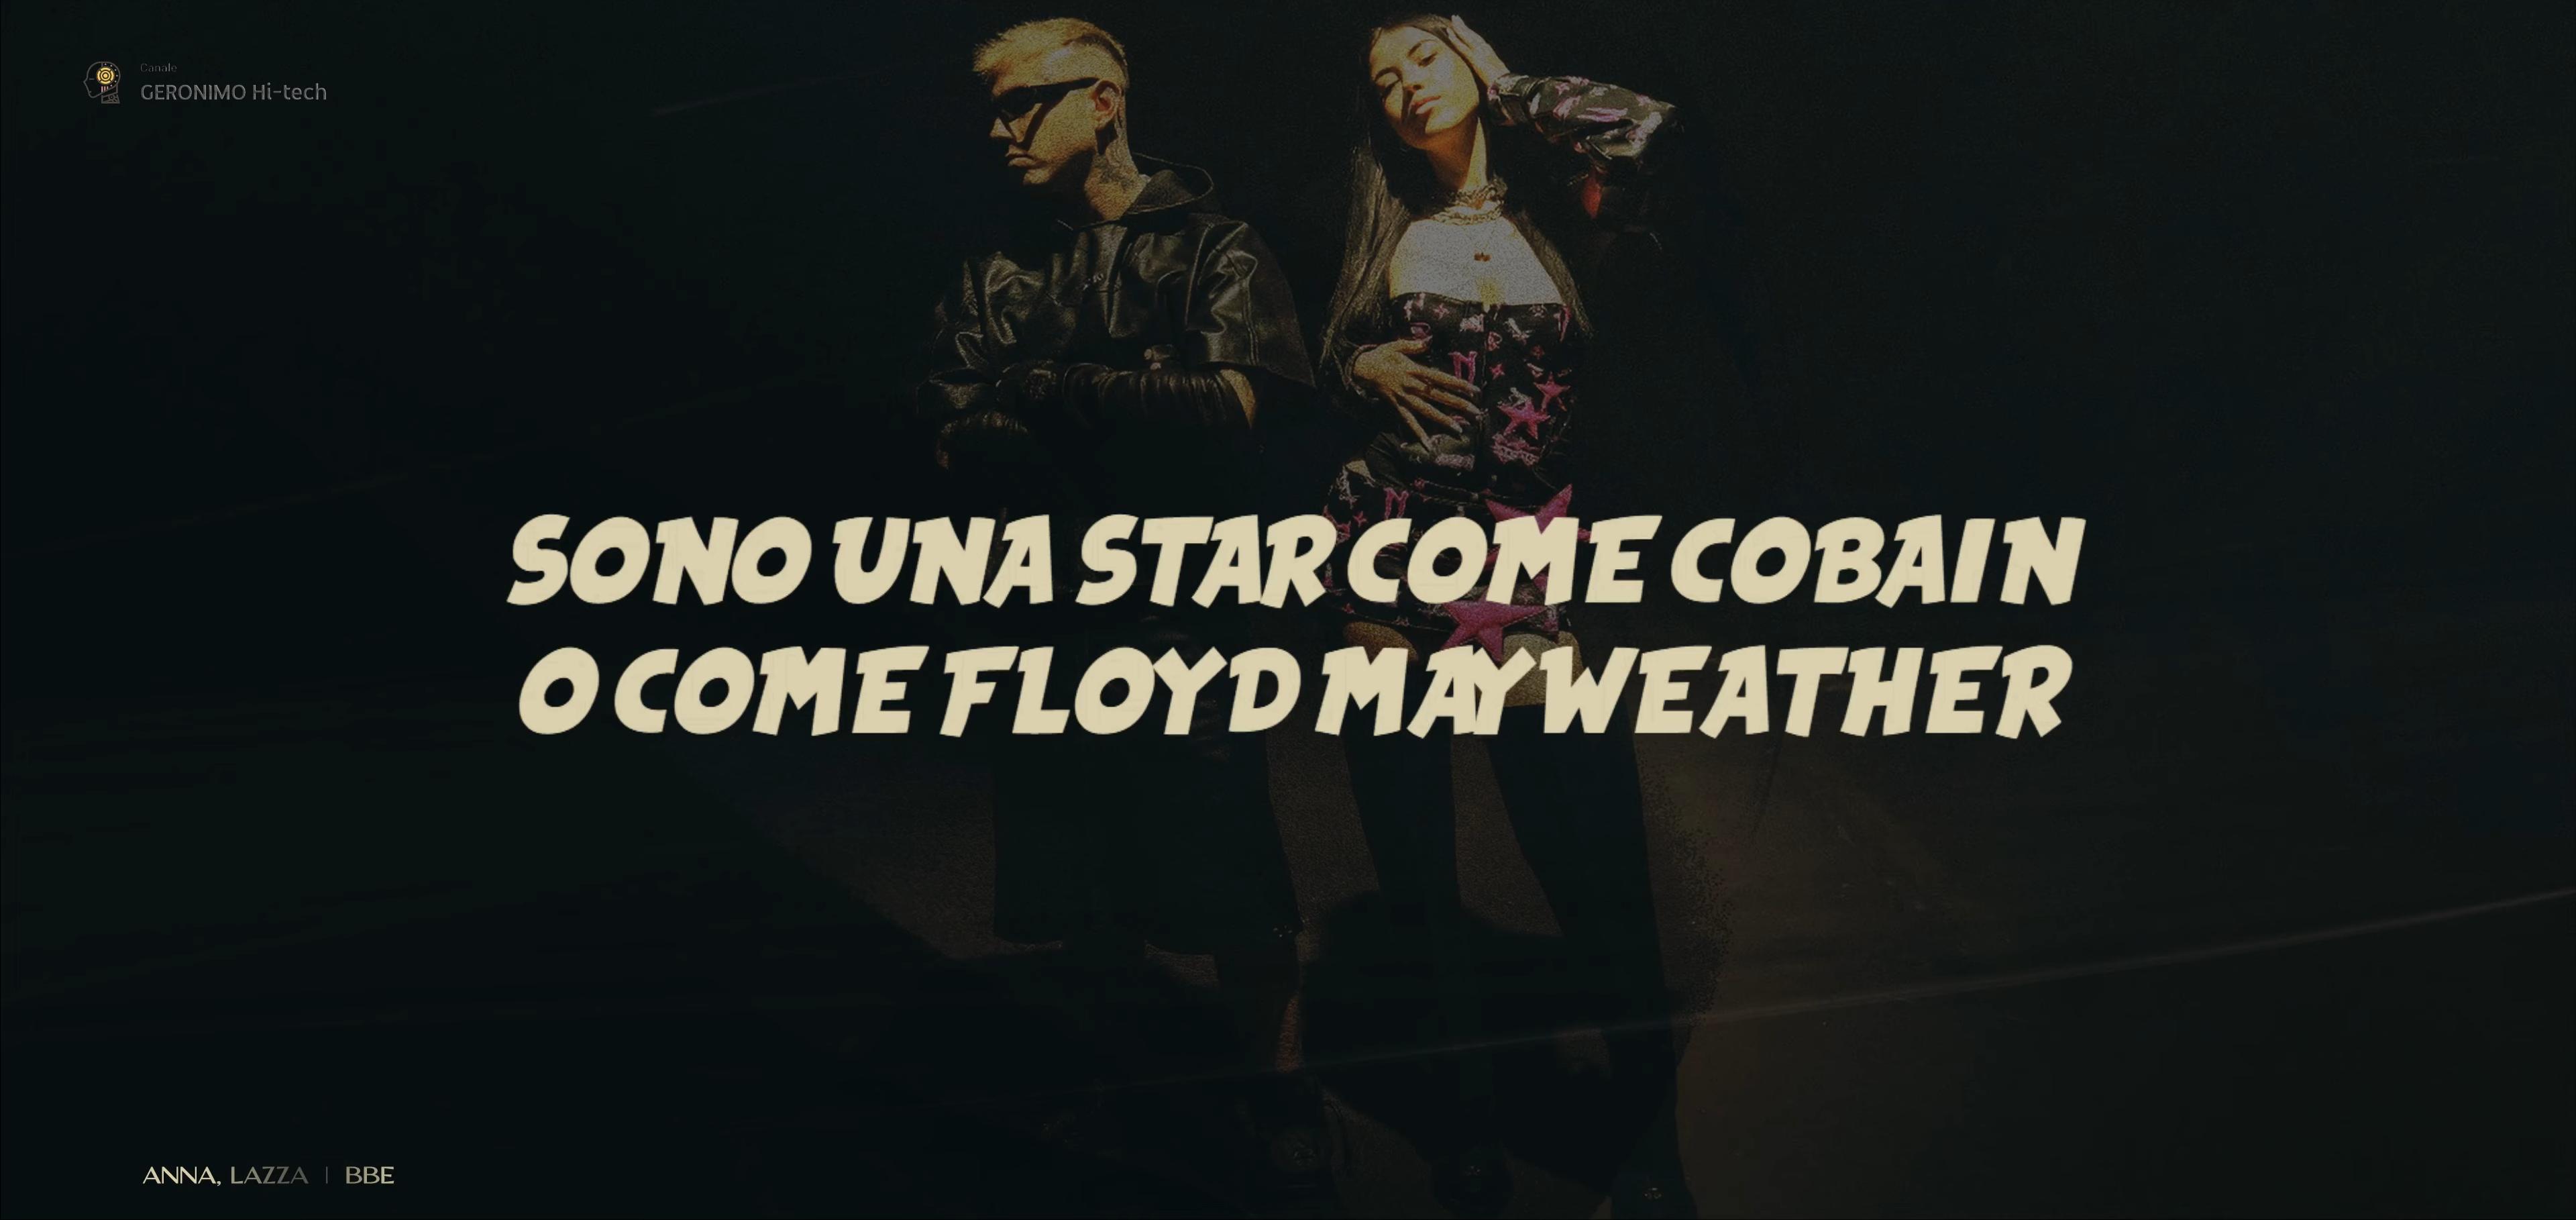 Canale
GERONIMO Hi-tech
SONO UNA STAR COME COBAIN
O COME FLOYD MAYWEATHER
ANNA, LAZZA | BBE